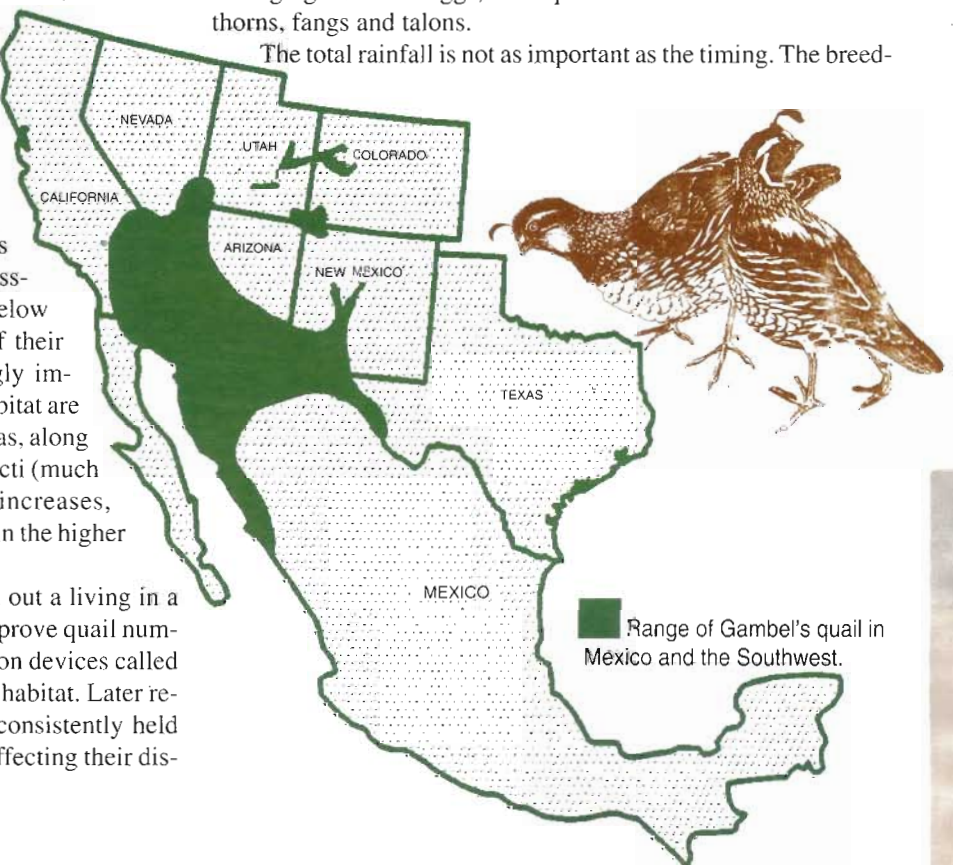 thorns, fangs and talons.
The total rainfall is not as important as the timing. The breed-
NEVADA
UTAH
COLORADO
CALIFORNIA
ARIZONA
NEW MEXICO
TEXAS
MEXICO
Range of Gambel's quail in
Mexico and the Southwest.
s
ss-
elow
f their
gly im-
bitat are
as, along
cti (much
increases,
n the higher
out a living in a
prove quail num-
on devices called
habitat. Later re-
consistently held
ffecting their dis-